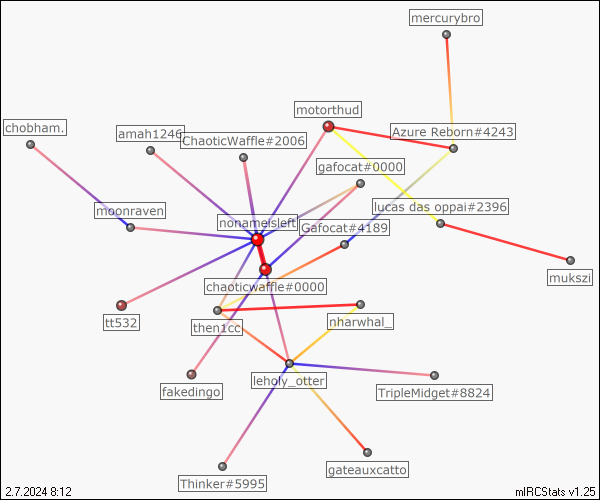 mercurybro
motorthud
chobham.
amah1246
ChaoticWaffle#2006
Azure Reborn#4243
gafocat#0000
moonraven
nonameisleft
lucas das oppai#2396
Gafocat#4189
chaoticwaffle#0000
mukszi
tt532
then1cc
nharwhal_
fakedingo
leholy_otter
TripleMidget#8824
Thinker#5995
gateauxcatto
2.7.2024 8:12
mIRCStats v1.25